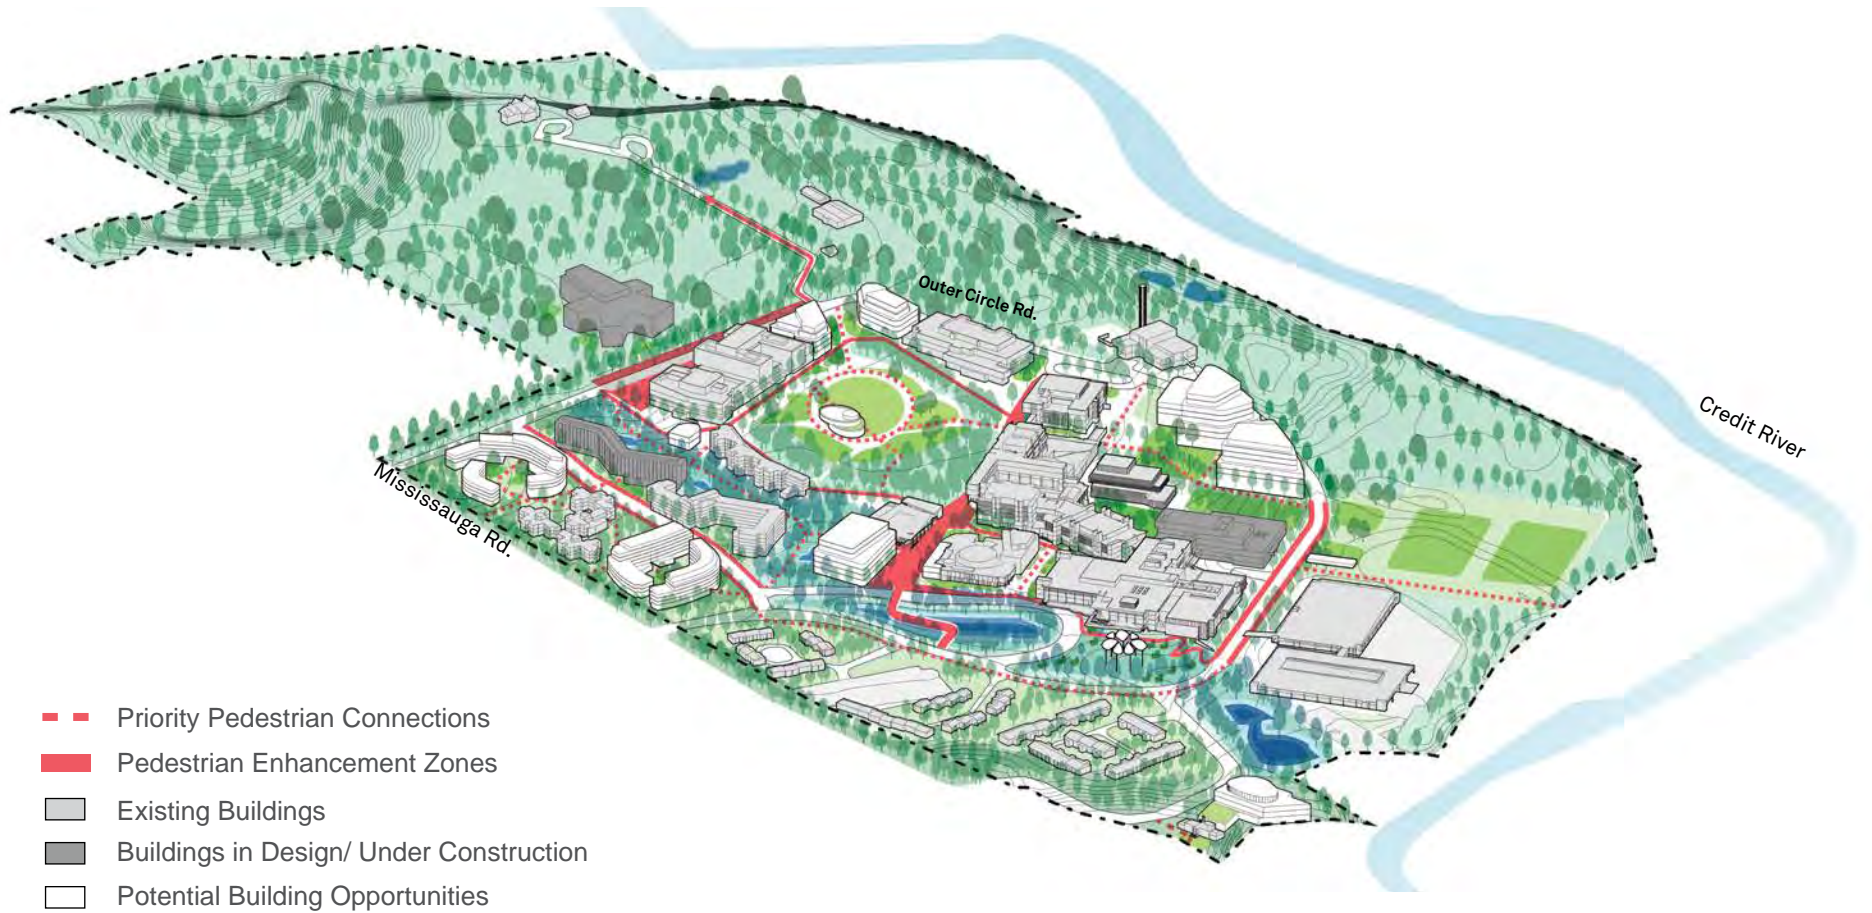 Outer Circle Rd.
Credit River
Mississauga Rd.
Priority Pedestrian Connections
Pedestrian Enhancement Zones
Existing Buildings
Buildings in Design/ Under Construction
Potential Building Opportunities